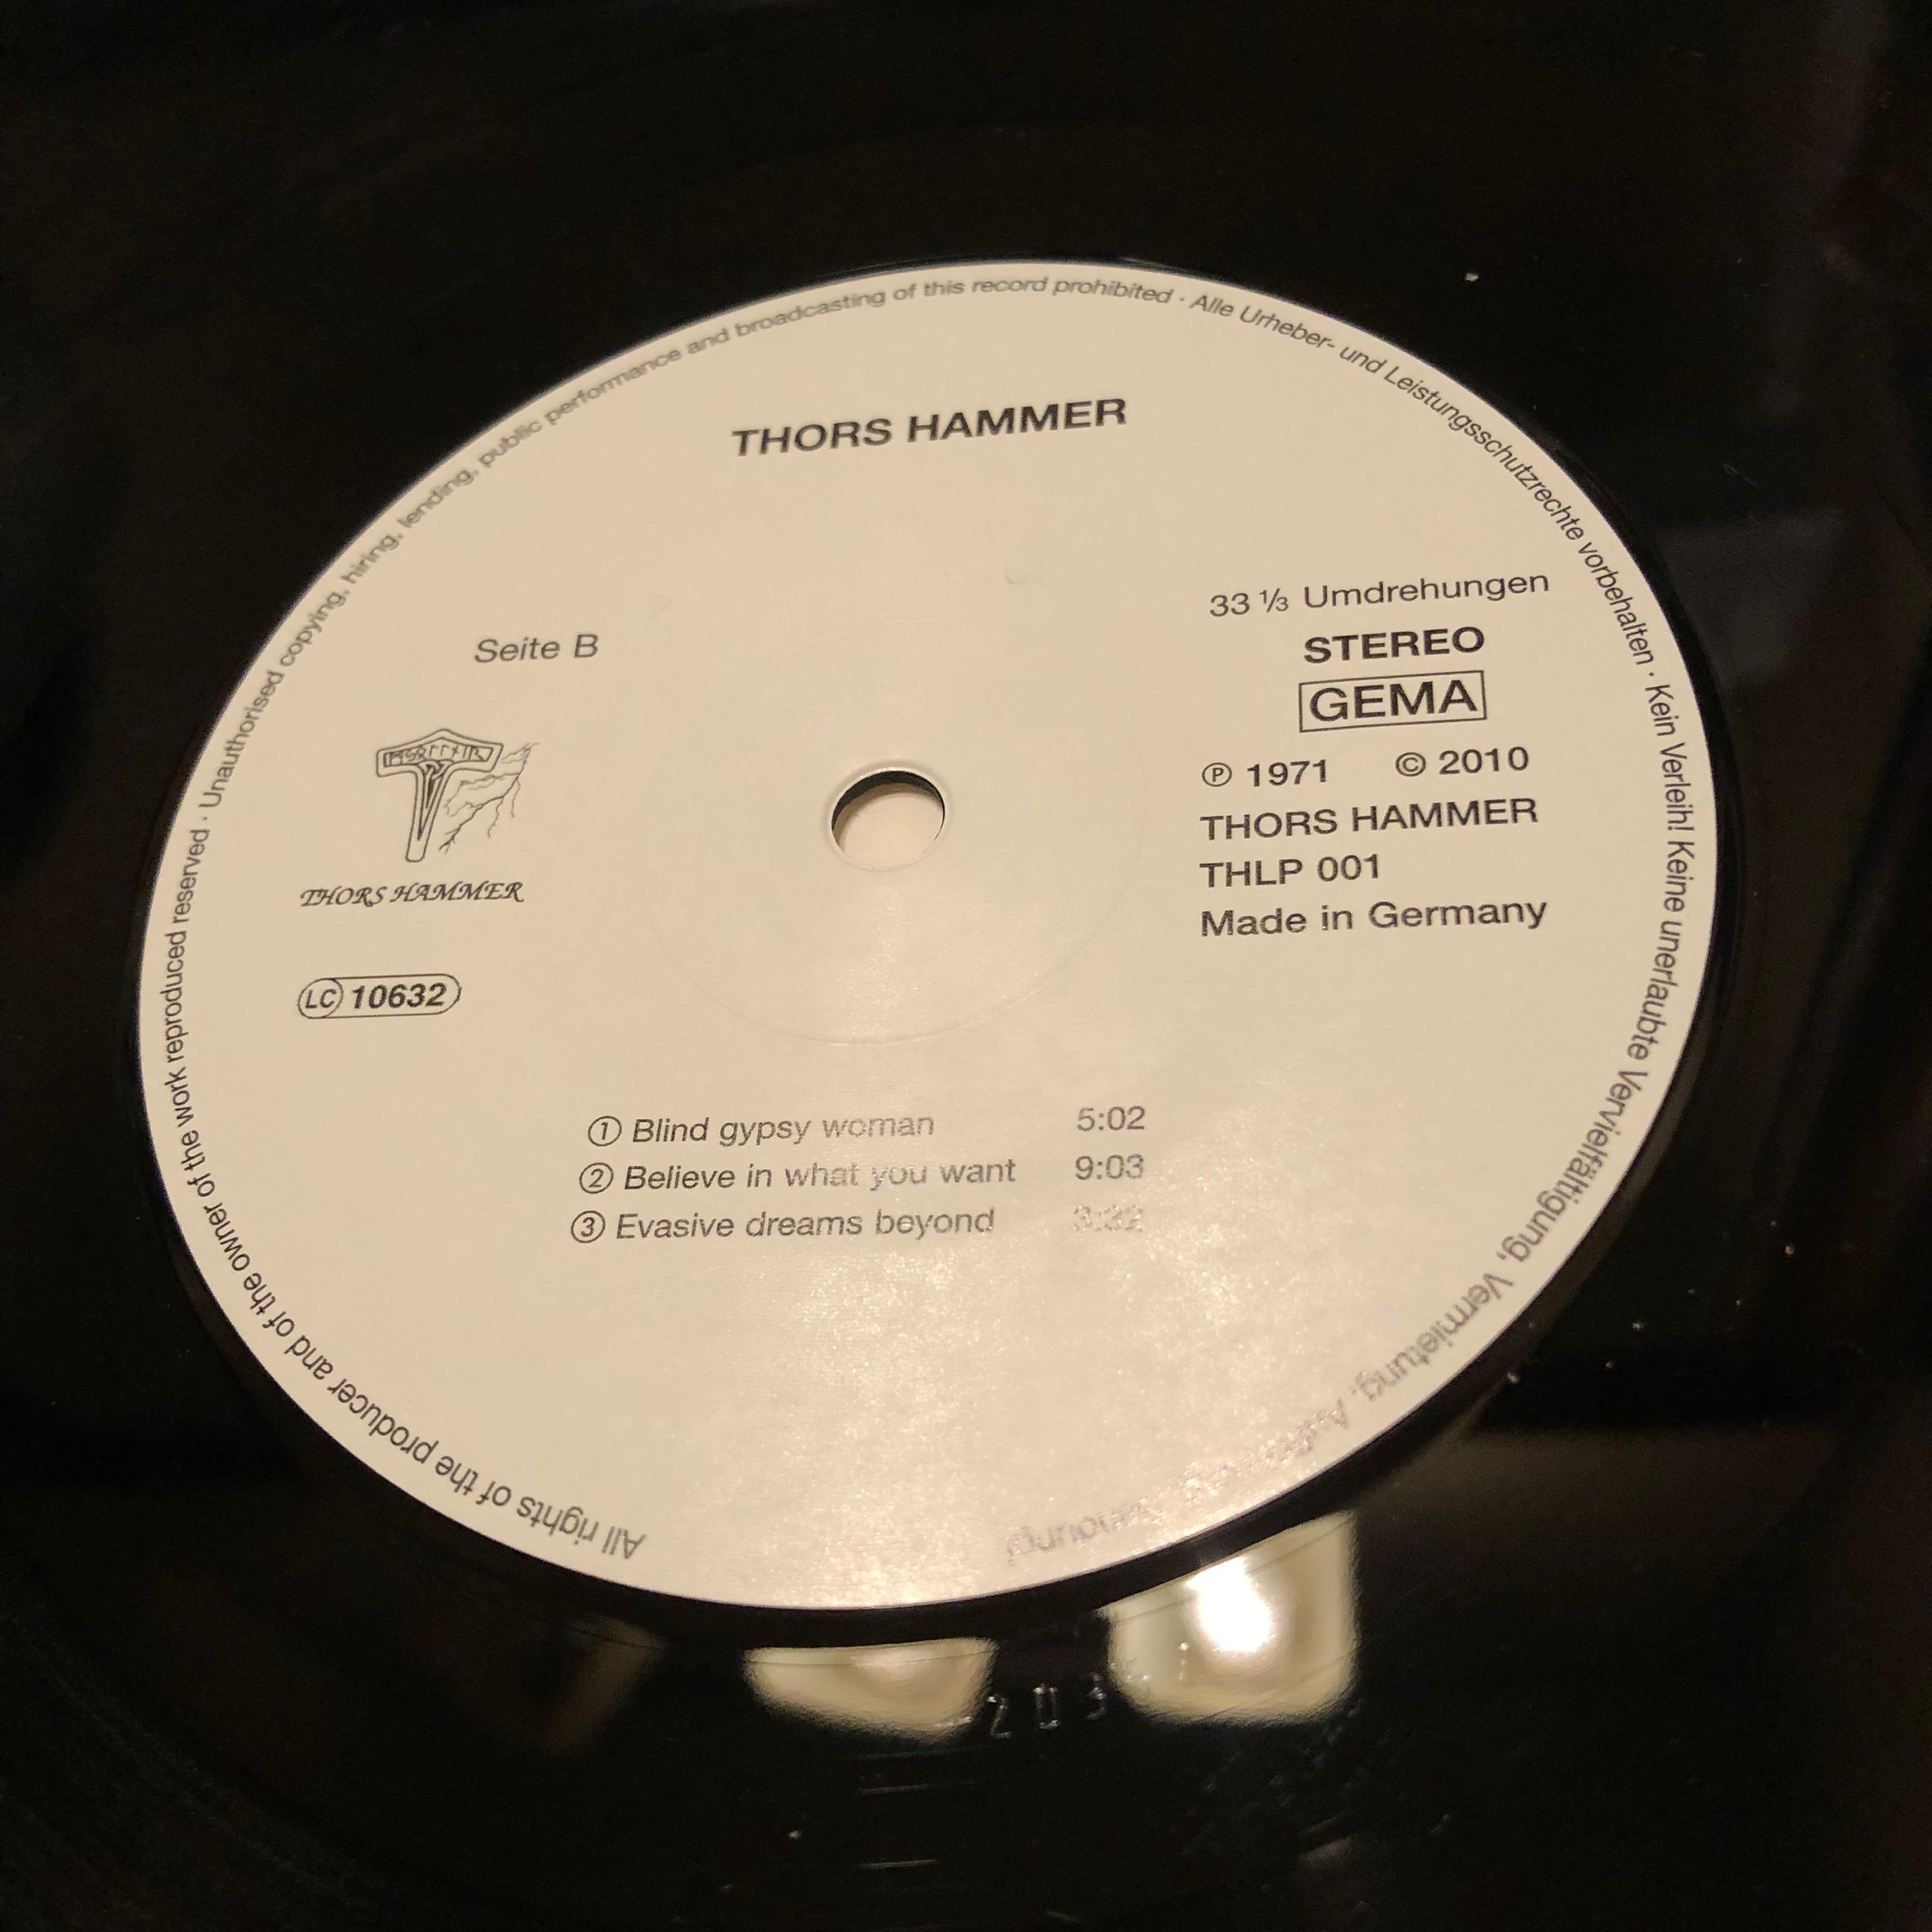 All rights of the producer and of the owner of the work reproduced reserved · Unauthorised copying, hiring, lending, public performance and broadcasting of this record prohibited · Alle Urheber- und Leistungsschutzrechte vorbehalten · Kein Verleih! Keine unerlaubte Vervielfältigung, Vermietung,
THORS HAMMER
Seite B
33 ⅓ Umdrehungen
STEREO
GEMA
℗ 1971 © 2010
THORS HAMMER
THLP 001
Made in Germany
THORS HAMMER
LC 10632
① Blind gypsy woman 5:02
② Believe in what you want 9:03
③ Evasive dreams beyond 3:32